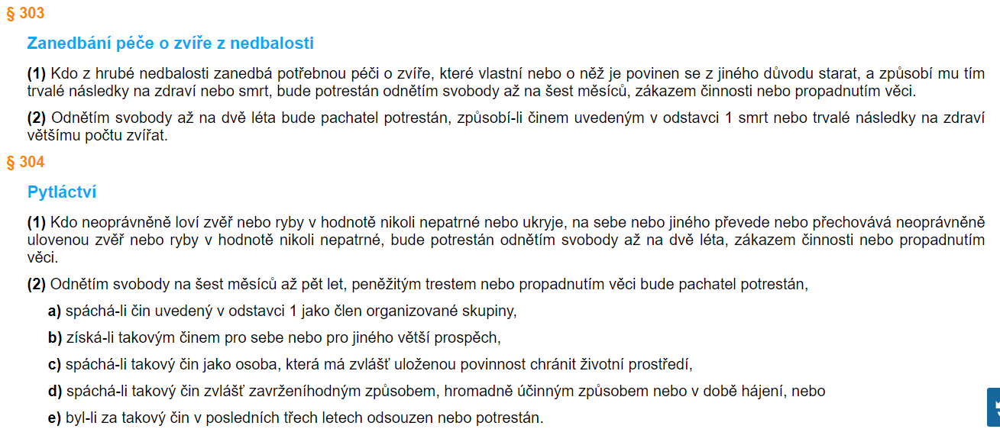 § 303
Zanedbání péče o zvíře z nedbalosti
(1) Kdo z hrubé nedbalosti zanedbá potřebnou péči o zvíře, které vlastní nebo o něž je povinen se z jiného důvodu starat, a způsobí mu tím
trvalé následky na zdraví nebo smrt, bude potrestán odnětím svobody až na šest měsíců, zákazem činnosti nebo propadnutím věci.
(2) Odnětím svobody až na dvě léta bude pachatel potrestán, způsobí-li činem uvedeným v odstavci 1 smrt nebo trvalé následky na zdraví
většímu počtu zvířat.
§ 304
Pytláctví
(1) Kdo neoprávněně loví zvěř nebo ryby v hodnotě nikoli nepatrné nebo ukryje, na sebe nebo jiného převede nebo přechovává neoprávněně
ulovenou zvěř nebo ryby v hodnotě nikoli nepatrné, bude potrestán odnětím svobody až na dvě léta, zákazem činnosti nebo propadnutím
věci.
(2) Odnětím svobody na šest měsíců až pět let, peněžitým trestem nebo propadnutím věci bude pachatel potrestán,
a) spáchá-li čin uvedený v odstavci 1 jako člen organizované skupiny,
b) získá-li takovým činem pro sebe nebo pro jiného větší prospěch,
c) spáchá-li takový čin jako osoba, která má zvlášť uloženou povinnost chránit životní prostředí,
d) spáchá-li takový čin zvlášť zavrženíhodným způsobem, hromadně účinným způsobem nebo v době hájení, nebo
e) byl-li za takový čin v posledních třech letech odsouzen nebo potrestán.